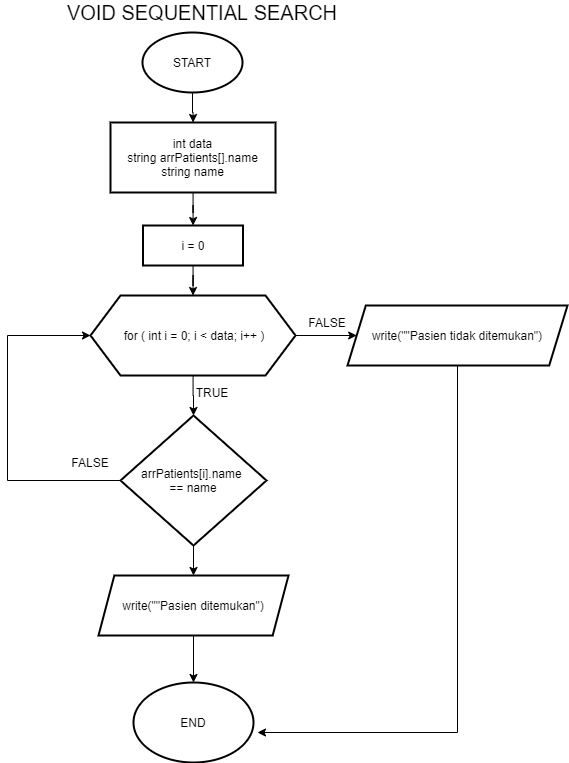 VOID SEQUENTIAL SEARCH
START
int data
string arrPatients[].name
string name
i = 0
for ( int i = 0; i < data; i++ )
FALSE
write(""Pasien tidak ditemukan")
TRUE
FALSE
arrPatients[i].name
== name
write(""Pasien ditemukan")
END